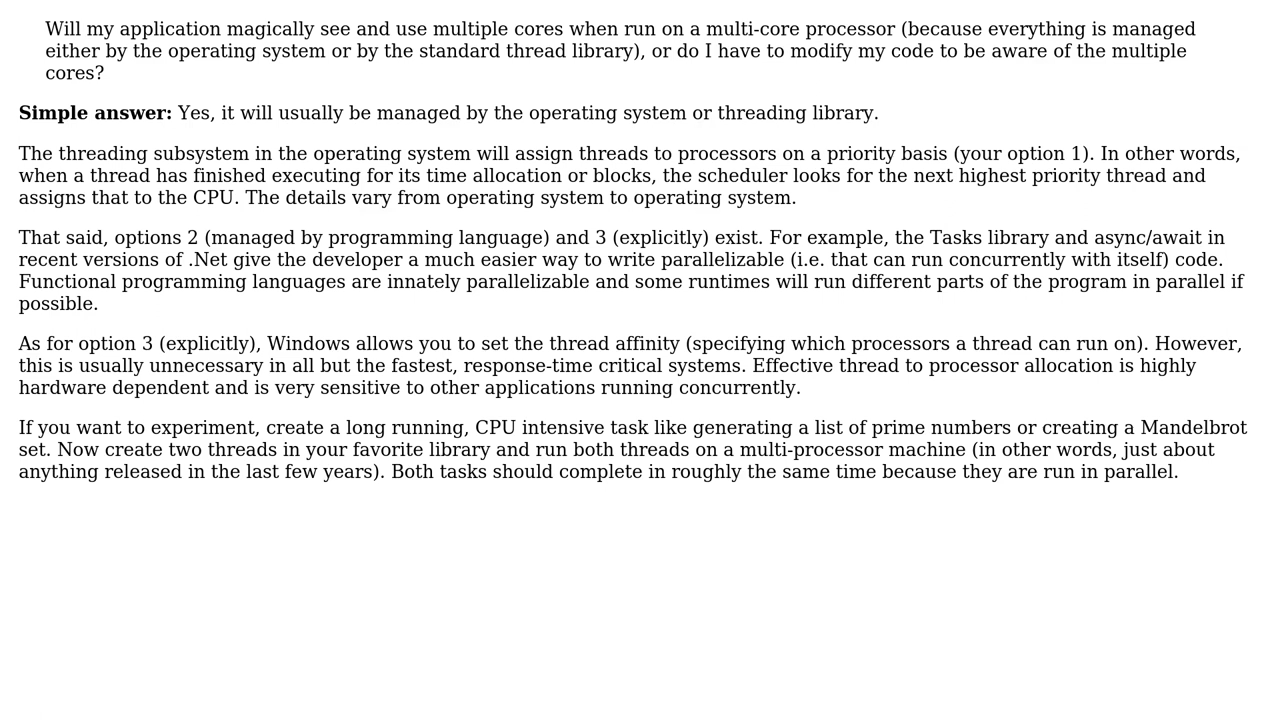 Will my application magically see and use multiple cores when run on a multi-core processor (because everything is managed
either by the operating system or by the standard thread library), or do I have to modify my code to be aware of the multiple
cores?
Simple answer: Yes, it will usually be managed by the operating system or threading library.
The threading subsystem in the operating system will assign threads to processors on a priority basis (your option 1). In other words,
when a thread has finished executing for its time allocation or blocks, the scheduler looks for the next highest priority thread and
assigns that to the CPU. The details vary from operating system to operating system.
That said, options 2 (managed by programming language) and 3 (explicitly) exist. For example, the Tasks library and async/await in
recent versions of .Net give the developer a much easier way to write parallelizable (i.e. that can run concurrently with itself) code.
Functional programming languages are innately parallelizable and some runtimes will run different parts of the program in parallel if
possible.
As for option 3 (explicitly), Windows allows you to set the thread affinity (specifying which processors a thread can run on). However,
this is usually unnecessary in all but the fastest, response-time critical systems. Effective thread to processor allocation is highly
hardware dependent and is very sensitive to other applications running concurrently.
If you want to experiment, create a long running, CPU intensive task like generating a list of prime numbers or creating a Mandelbrot
set. Now create two threads in your favorite library and run both threads on a multi-processor machine (in other words, just about
anything released in the last few years). Both tasks should complete in roughly the same time because they are run in parallel.